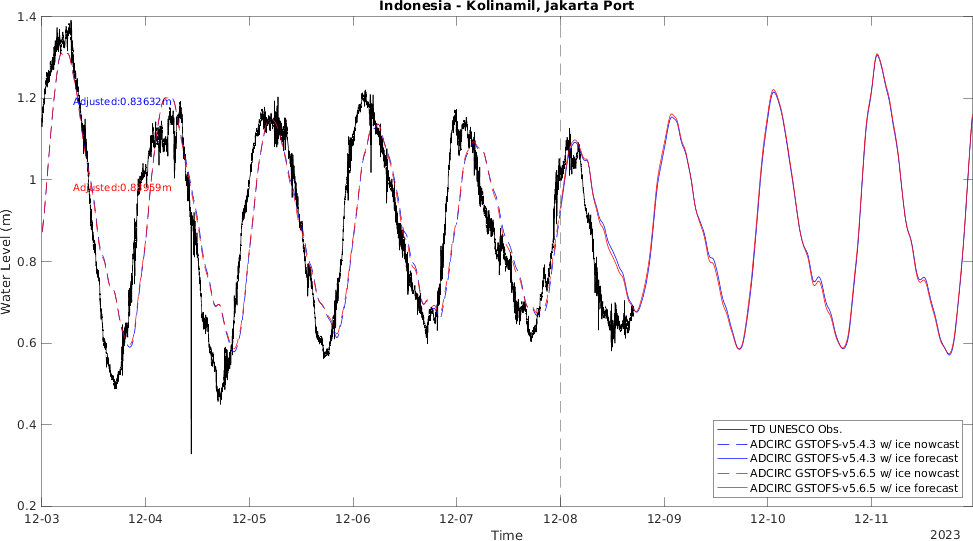 Indonesia - Kolinamil, Jakarta Port
1.4
1.2
1
0.8
0.6
0.4
0.2
Water Level (m)
Adjusted:0.83632m
Adjusted:0.83959m
TD UNESCO Obs.
ADCIRC GSTOFS-v5.4.3 w/ ice nowcast
ADCIRC GSTOFS-v5.4.3 w/ ice forecast
ADCIRC GSTOFS-v5.6.5 w/ ice nowcast
ADCIRC GSTOFS-v5.6.5 w/ ice forecast
12-03 12-04 12-05 12-06 12-07 12-08 12-09 12-10 12-11
Time
2023